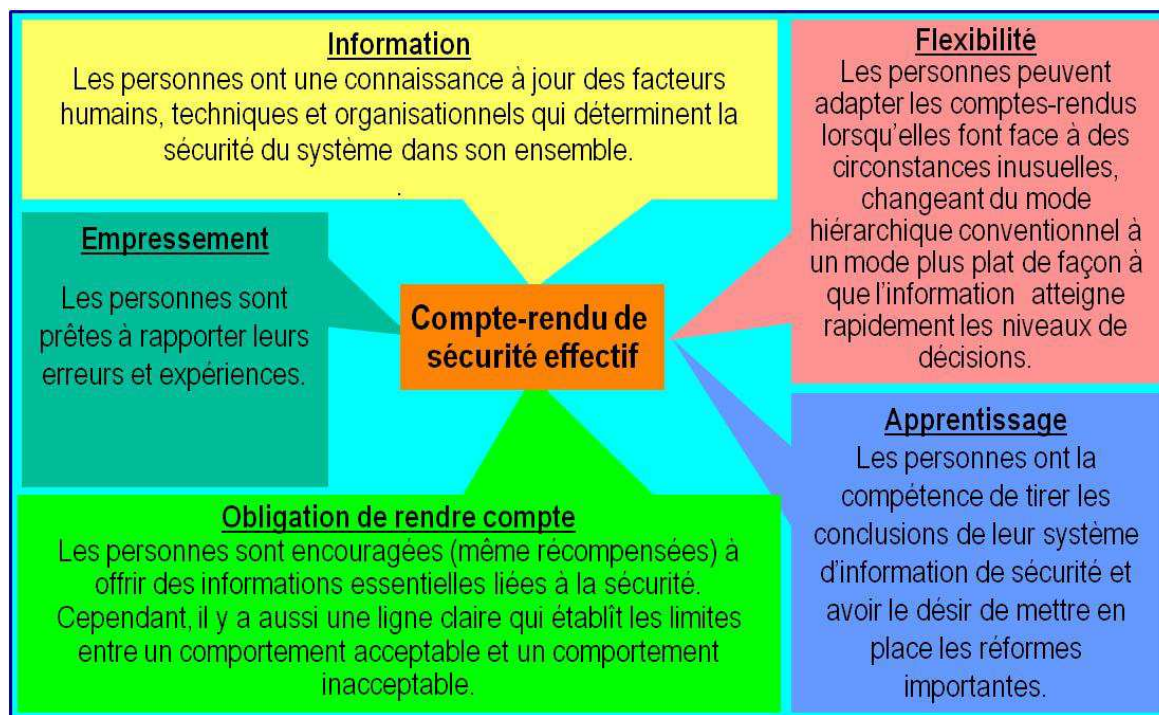 Information
Les personnes ont une connaissance à jour des facteurs
humains, techniques et organisationnels qui déterminent la
sécurité du système dans son ensemble.
.
Flexibilité
Les personnes peuvent
adapter les comptes-rendus
lorsqu'elles font face à des
circonstances inusuelles,
changeant du mode
hiérarchique conventionnel à
un mode plus plat de façon à
que l'information atteigne
rapidement les niveaux de
décisions.
Empressement
Les personnes sont
prêtes à rapporter leurs
erreurs et expériences.
Compte-rendu de
sécurité effectif
Apprentissage
Les personnes ont la
compétence de tirer les
conclusions de leur système
d'information de sécurité et
avoir le désir de mettre en
place les réformes
importantes.
Obligation de rendre compte
Les personnes sont encouragées (même récompensées) à
offrir des informations essentielles liées à la sécurité.
Cependant, il y a aussi une ligne claire qui établît les limites
entre un comportement acceptable et un comportement
inacceptable.